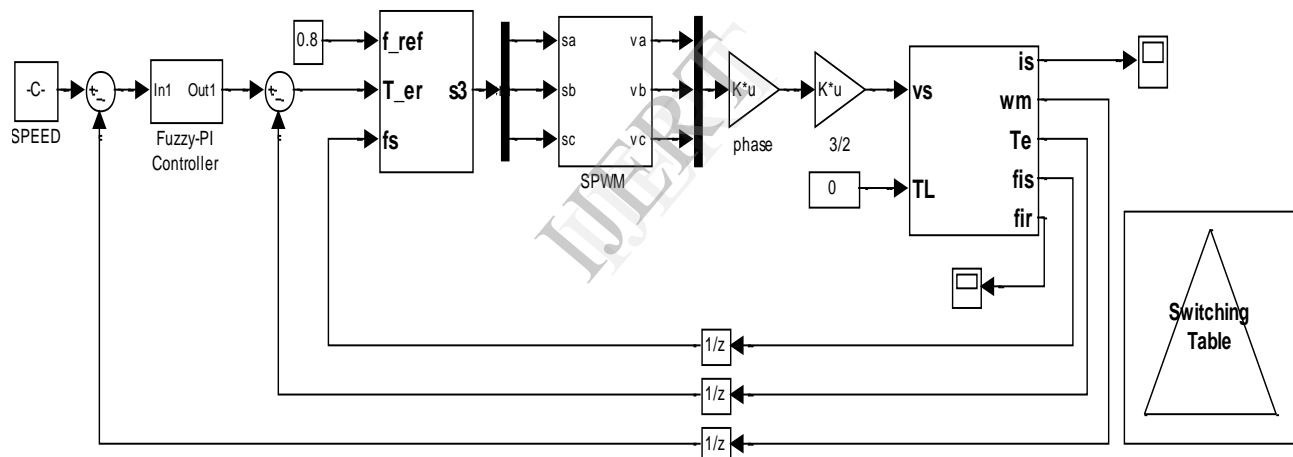 -C-
SPEED
In1 Out1
Fuzzy-PI
Controller
0.8
f_ref
T_er
fs
s3
sa
sb
sc
va
vb
vc
SPWM
K*u
phase
K*u
3/2
0
vs
TL
is
wm
Te
fis
fir
1/z
1/z
1/z
Switching
Table
IJERT